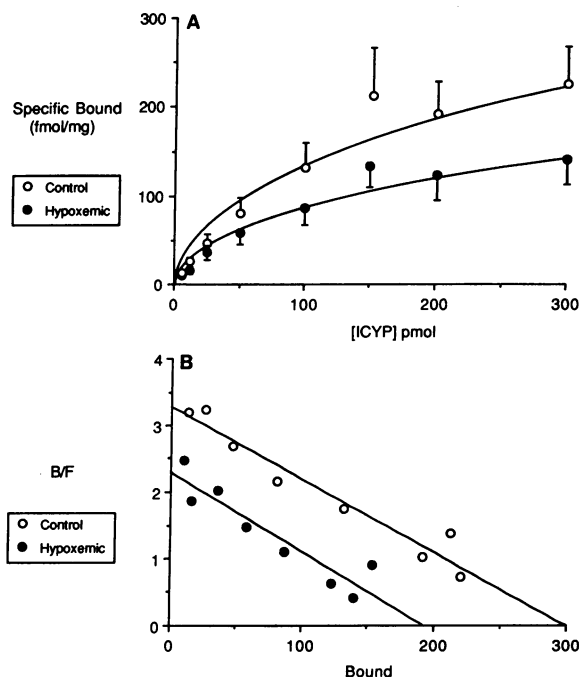 A
300
200
100
0
Specific Bound
(fmol/mg)
Control
Hypoxemic
0
100
200
300
[ICYP] pmol
B
4
3
2
1
0
B/F
Control
Hypoxemic
0
100
200
300
Bound